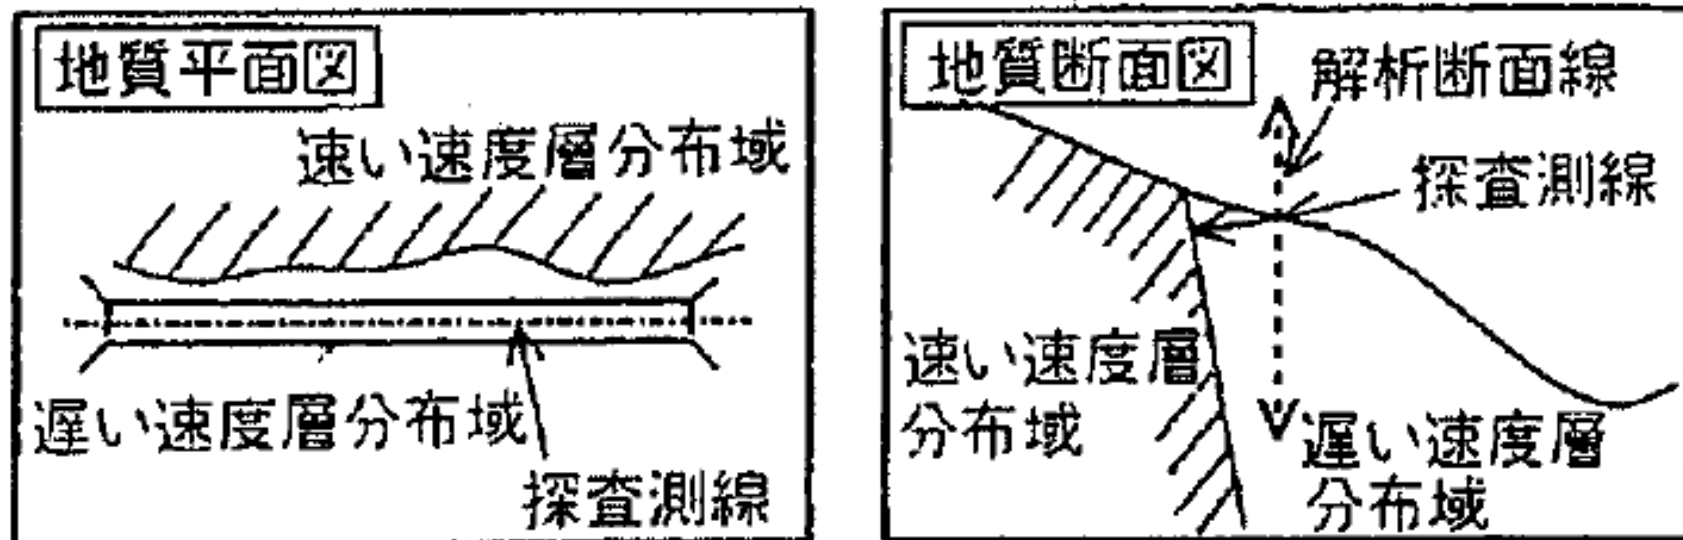 地質平面図
速い速度層分布域
遅い速度層分布域
探査測線
地質断面図
解析断面線
探査測線
速い速度層
分布域
遅い速度層
分布域